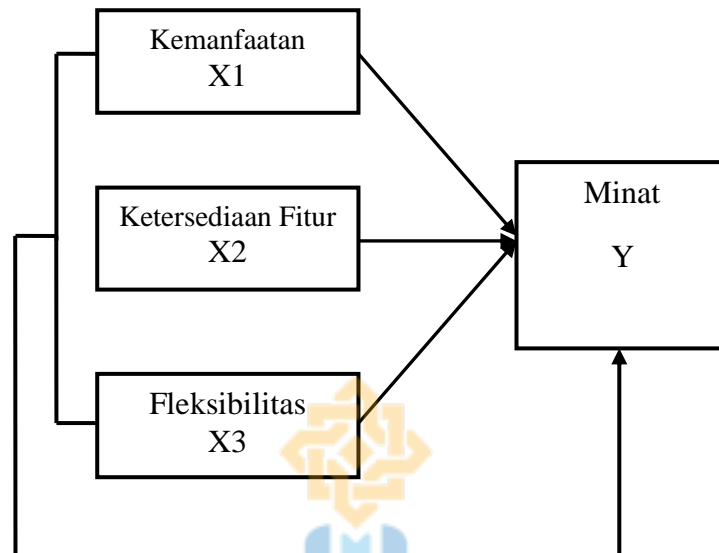 Kemanfaatan
X1
Ketersediaan Fitur
X2
Fleksibilitas
X3
Minat
Y